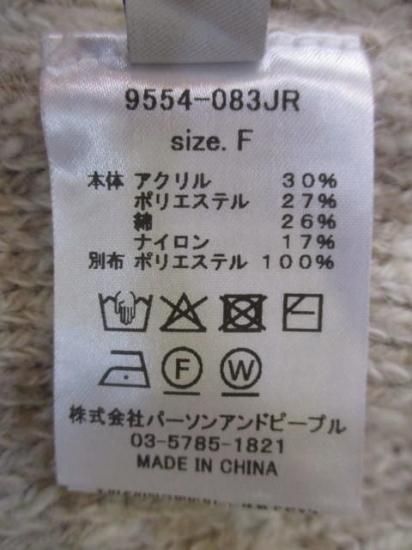 9554-083JR
size. F
本体 アクリル 30%
ポリエステル 27%
綿 26%
ナイロン 17%
別布 ポリエステル 100%
F W
株式会社パーソンアンドピープル
03-5785-1821
MADE IN CHINA